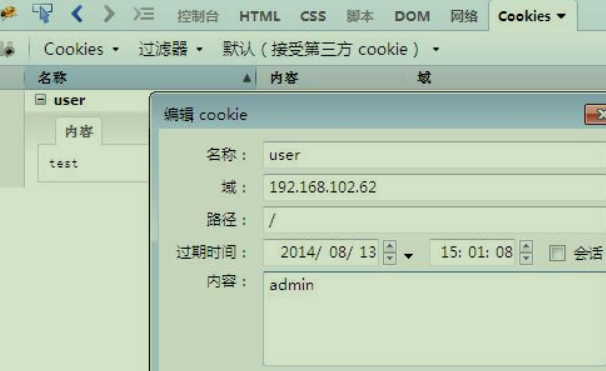 控制台 HTML CSS 脚本 DOM 网络 Cookies
Cookies 过滤器 默认 ( 接受第三方 cookie )
名称 内容 域
user
内容
test
编辑 cookie
名称： user
域： 192.168.102.62
路径： /
过期时间： 2014/ 08/ 13 15: 01: 08 会话
内容： admin